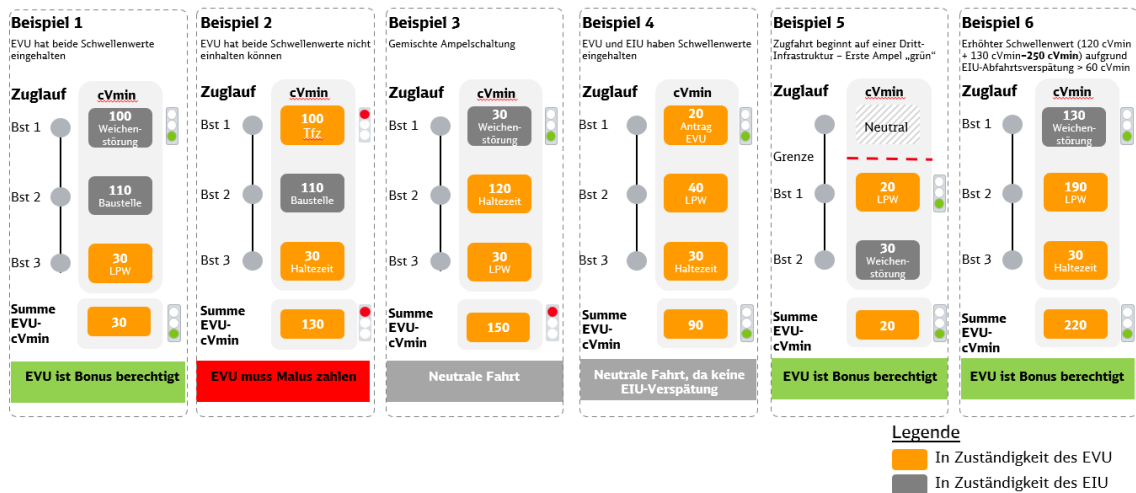 Beispiel 1
EVU hat beide Schwellenwerte
eingehalten
Zuglauf
cVmin
Bst 1
100
Weichen-
störung
Bst 2
110
Baustelle
Bst 3
30
LPW
Summe
EVU-
cVmin
30
EVU ist Bonus berechtigt
Beispiel 2
EVU hat beide Schwellenwerte nicht
einhalten können
Zuglauf
cVmin
Bst 1
100
Tfz
Bst 2
110
Baustelle
Bst 3
30
Haltezeit
Summe
EVU-
cVmin
130
EVU muss Malus zahlen
Beispiel 3
Gemischte Ampelschaltung
Zuglauf
cVmin
Bst 1
30
Weichen-
störung
Bst 2
120
Haltezeit
Bst 3
30
LPW
Summe
EVU-
cVmin
150
Neutrale Fahrt
Beispiel 4
EVU und EIU haben Schwellenwerte
eingehalten
Zuglauf
cVmin
Bst 1
20
Antrag
EVU
Bst 2
40
LPW
Bst 3
30
Haltezeit
Summe
EVU-
cVmin
90
Neutrale Fahrt, da keine
EIU-Verspätung
Beispiel 5
Zugfahrt beginnt auf einer Dritt-
Infrastruktur – Erste Ampel „grün“
Zuglauf
cVmin
Neutral
Grenze
Bst 1
20
LPW
Bst 2
30
Weichen-
störung
Summe
EVU-
cVmin
20
EVU ist Bonus berechtigt
Beispiel 6
Erhöhter Schwellenwert (120 cVmin
+ 130 cVmin=250 cVmin) aufgrund
EIU-Abfahrtsverspätung > 60 cVmin
Zuglauf
cVmin
Bst 1
130
Weichen-
störung
Bst 2
190
LPW
Bst 3
30
Haltezeit
Summe
EVU-
cVmin
220
EVU ist Bonus berechtigt
Legende
In Zuständigkeit des EVU
In Zuständigkeit des EIU